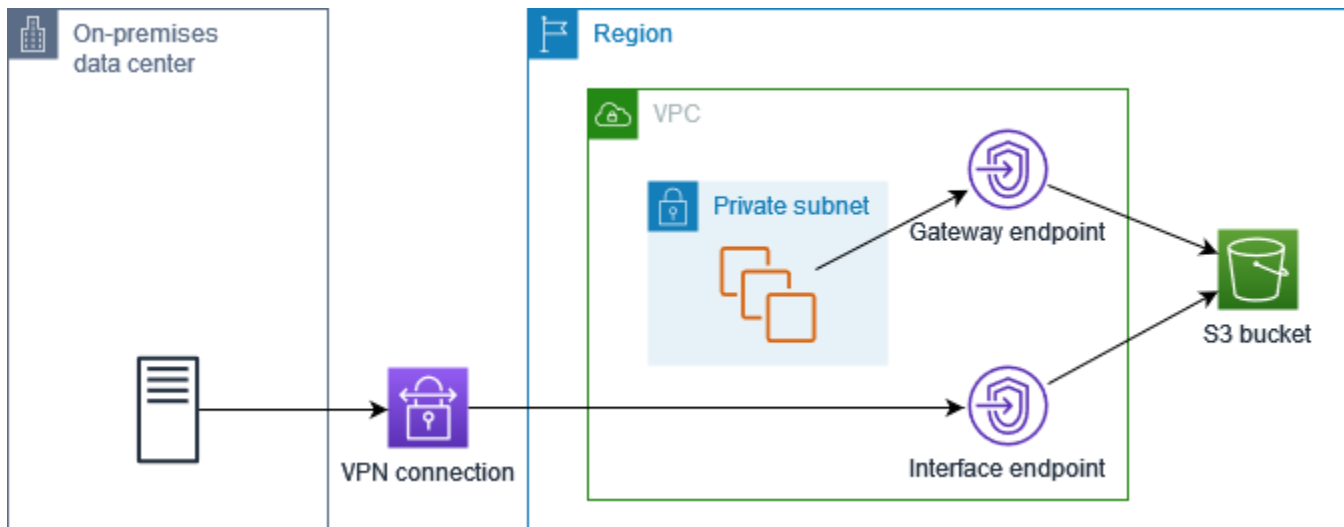 On-premises
data center
Region
VPC
Private subnet
Gateway endpoint
S3 bucket
VPN connection
Interface endpoint